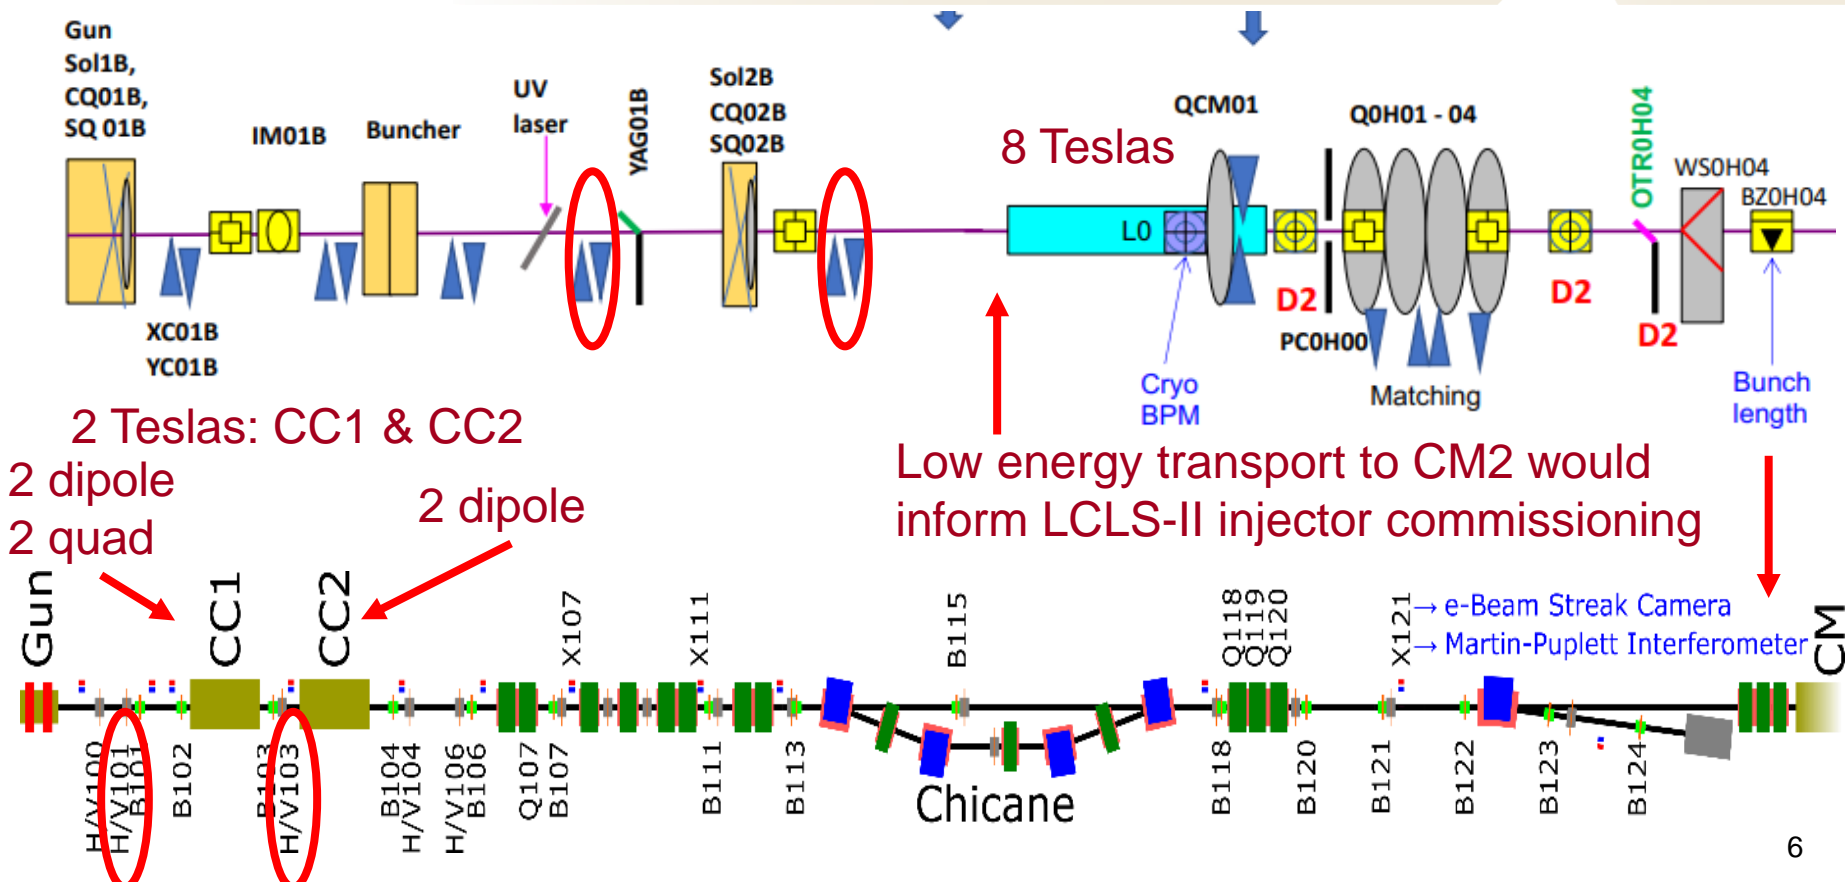 Gun
Sol1B,
CQ01B,
SQ 01B
IM01B
Buncher
UV
laser
YAG01B
Sol2B
CQ02B
SQ02B
8 Teslas
QCM01
Q0H01 - 04
OTR0H04
WS0H04
BZ0H04
L0
XC01B
YC01B
D2
PC0H00
D2
D2
Cryo
BPM
Matching
Bunch
length
2 Teslas: CC1 & CC2
2 dipole
2 quad
2 dipole
Low energy transport to CM2 would
inform LCLS-II injector commissioning
Gun
CC1
CC2
X107
X111
B115
Q118
Q119
Q120
X121
→ e-Beam Streak Camera
→ Martin-Puplett Interferometer
CM
H/V100
H/V101
B101
B102
B103
H/V103
B104
H/V104
H/V106
B106
Q107
B107
B111
B113
Chicane
B118
B120
B121
B122
B123
B124
6